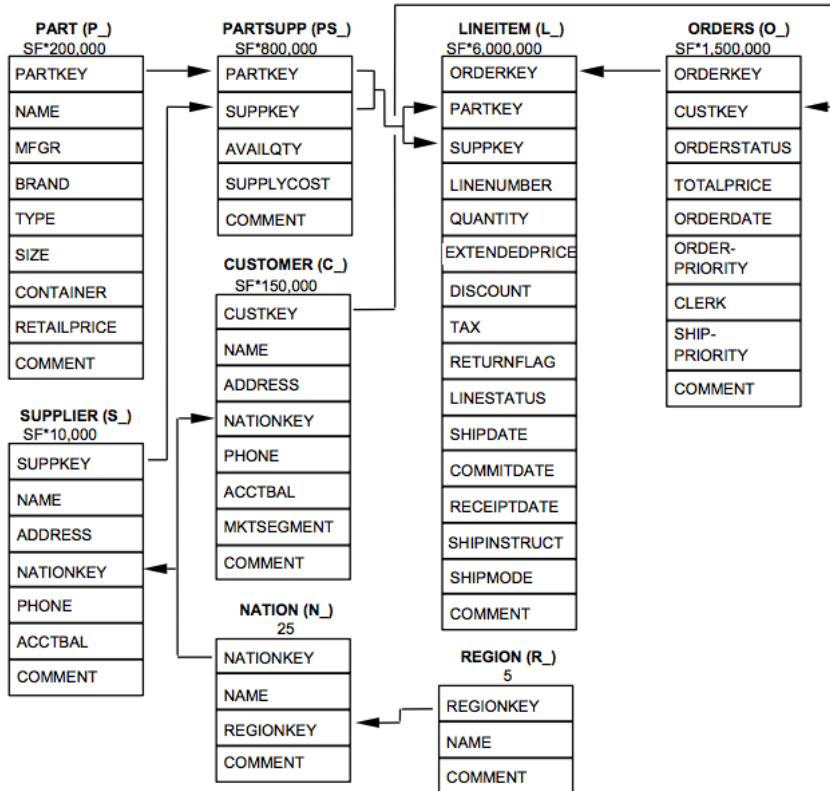 PART (P_)
SF*200,000
PARTKEY
NAME
MFGR
BRAND
TYPE
SIZE
CONTAINER
RETAILPRICE
COMMENT
SUPPLIER (S_)
SF*10,000
SUPPKEY
NAME
ADDRESS
NATIONKEY
PHONE
ACCTBAL
COMMENT
PARTSUPP (PS_)
SF*800,000
PARTKEY
SUPPKEY
AVAILQTY
SUPPLYCOST
COMMENT
CUSTOMER (C_)
SF*150,000
CUSTKEY
NAME
ADDRESS
NATIONKEY
PHONE
ACCTBAL
MKTSEGMENT
COMMENT
NATION (N_)
25
NATIONKEY
NAME
REGIONKEY
COMMENT
LINEITEM (L_)
SF*6,000,000
ORDERKEY
PARTKEY
SUPPKEY
LINENUMBER
QUANTITY
EXTENDEDPRICE
DISCOUNT
TAX
RETURNFLAG
LINESTATUS
SHIPDATE
COMMITDATE
RECEIPTDATE
SHIPINSTRUCT
SHIPMODE
COMMENT
REGION (R_)
5
REGIONKEY
NAME
COMMENT
ORDERS (O_)
SF*1,500,000
ORDERKEY
CUSTKEY
ORDERSTATUS
TOTALPRICE
ORDERDATE
ORDER-
PRIORITY
CLERK
SHIP-
PRIORITY
COMMENT